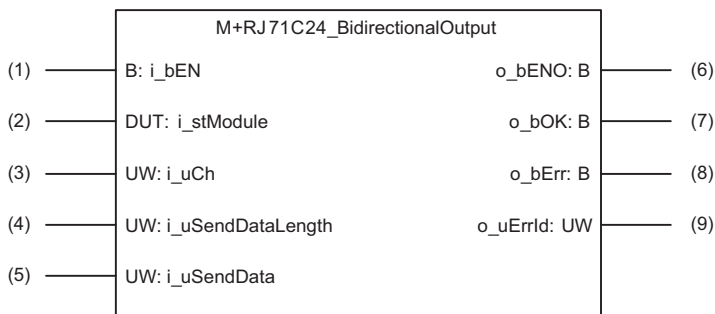 M+RJ71C24_BidirectionalOutput
(1) B: i_bEN o_bENO: B (6)
(2) DUT: i_stModule o_bOK: B (7)
(3) UW: i_uCh o_bErr: B (8)
(4) UW: i_uSendDataLength o_uErrId: UW (9)
(5) UW: i_uSendData